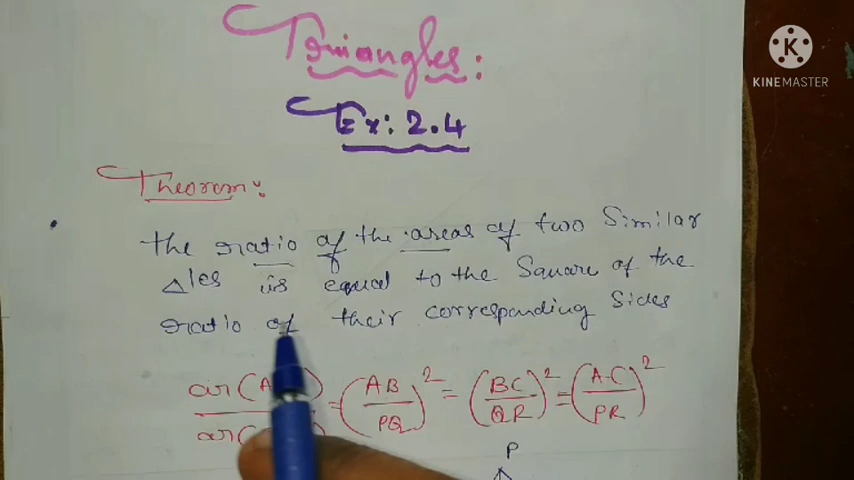 Triangles:
Ex: 2.4
KINEMASTER
Theorem:
the ratio of the areas of two Similar
△les is equal to the Square of the
ratio of their corresponding Sides
ar(A = (AB/PQ)² = (BC/QR)² = (AC/PR)²
ar(
P